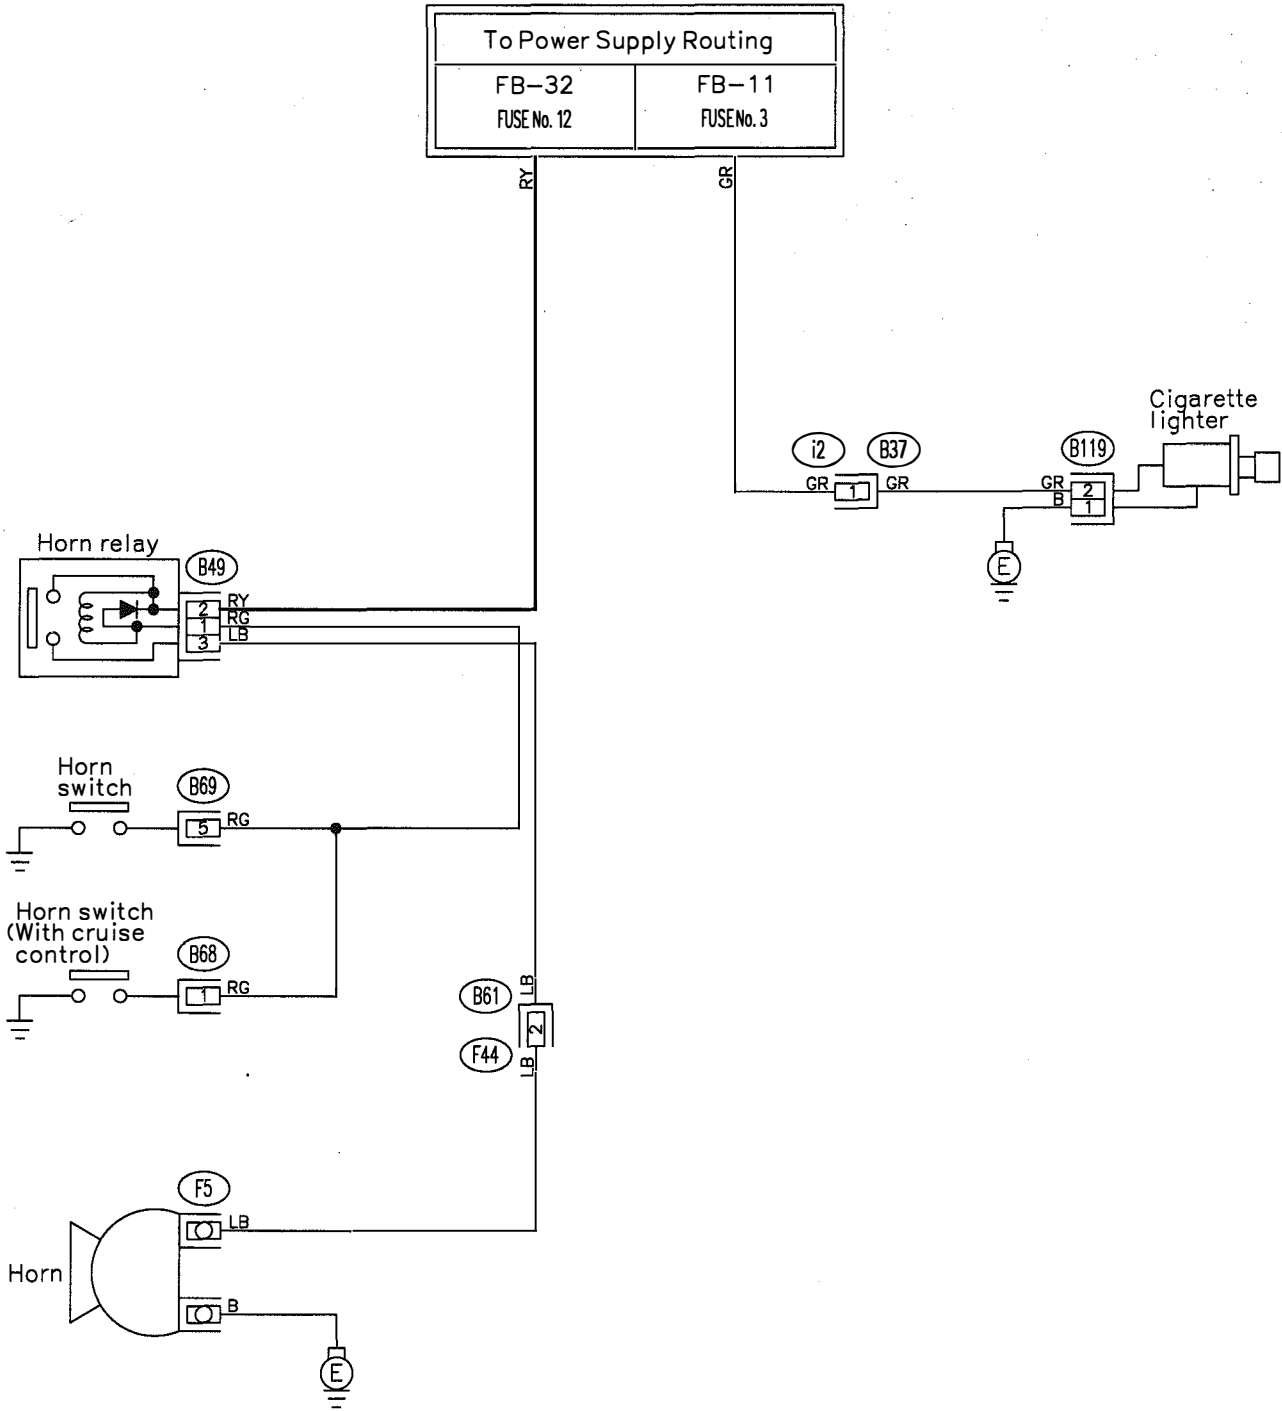 To Power Supply Routing
FB-32
FUSE No. 12
FB-11
FUSE No. 3
RY
GR
Cigarette
lighter
i2
B37
B119
GR
1
GR
GR
2
B
1
E
Horn relay
B49
2
RY
1
RG
3
LB
Horn
switch
B69
5
RG
Horn switch
(With cruise
control)
B68
1
RG
B61
LB
2
F44
LB
F5
LB
Horn
B
E